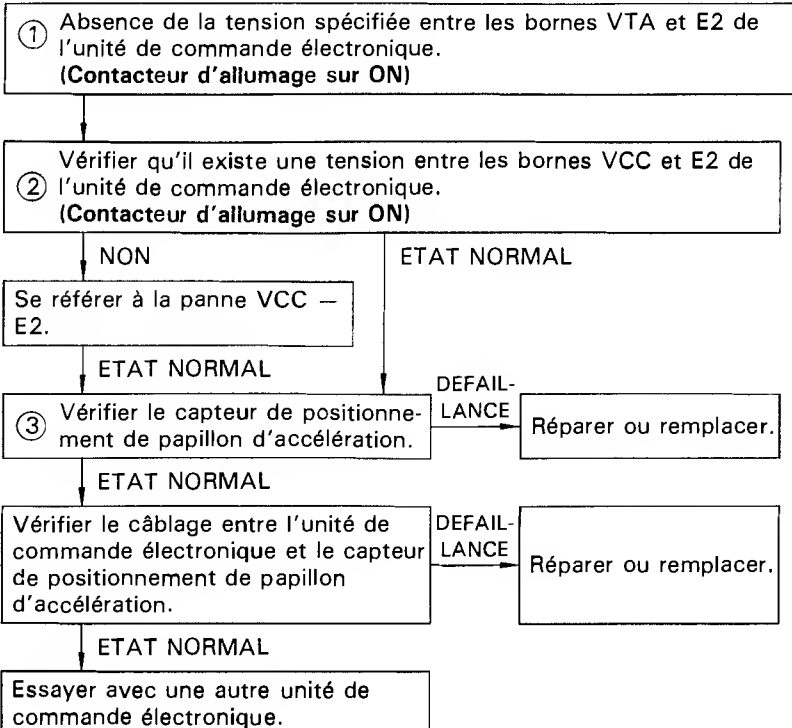 ① Absence de la tension spécifiée entre les bornes VTA et E2 de
l'unité de commande électronique.
(Contacteur d'allumage sur ON)
Vérifier qu'il existe une tension entre les bornes VCC et E2 de
② l'unité de commande électronique.
(Contacteur d'allumage sur ON)
NON
ETAT NORMAL
Se référer à la panne VCC —
E2.
ETAT NORMAL
③ Vérifier le capteur de positionne-
ment de papillon d'accélération.
DEFAIL-
LANCE
Réparer ou remplacer.
ETAT NORMAL
Vérifier le câblage entre l'unité de
commande électronique et le capteur
de positionnement de papillon
d'accélération.
DEFAIL-
LANCE
Réparer ou remplacer.
ETAT NORMAL
Essayer avec une autre unité de
commande électronique.